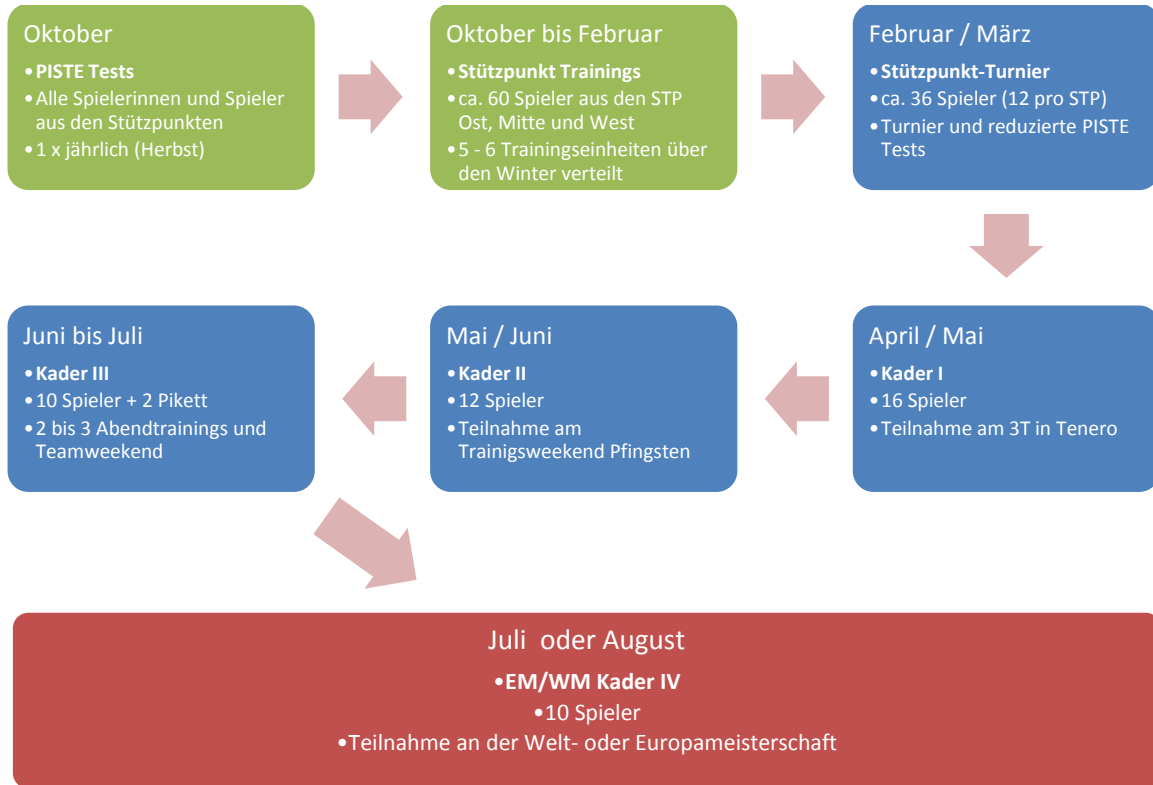 Oktober
•PISTE Tests
•Alle Spielerinnen und Spieler
aus den Stützpunkten
•1 x jährlich (Herbst)
Oktober bis Februar
•Stützpunkt Trainings
•ca. 60 Spieler aus den STP
Ost, Mitte und West
•5 - 6 Trainingseinheiten über
den Winter verteilt
Februar / März
•Stützpunkt-Turnier
•ca. 36 Spieler (12 pro STP)
•Turnier und reduzierte PISTE
Tests
April / Mai
•Kader I
•16 Spieler
•Teilnahme am 3T in Tenero
Mai / Juni
•Kader II
•12 Spieler
•Teilnahme am
Trainigsweekend Pfingsten
Juni bis Juli
•Kader III
•10 Spieler + 2 Pikett
•2 bis 3 Abendtrainings und
Teamweekend
Juli oder August
•EM/WM Kader IV
•10 Spieler
•Teilnahme an der Welt- oder Europameisterschaft